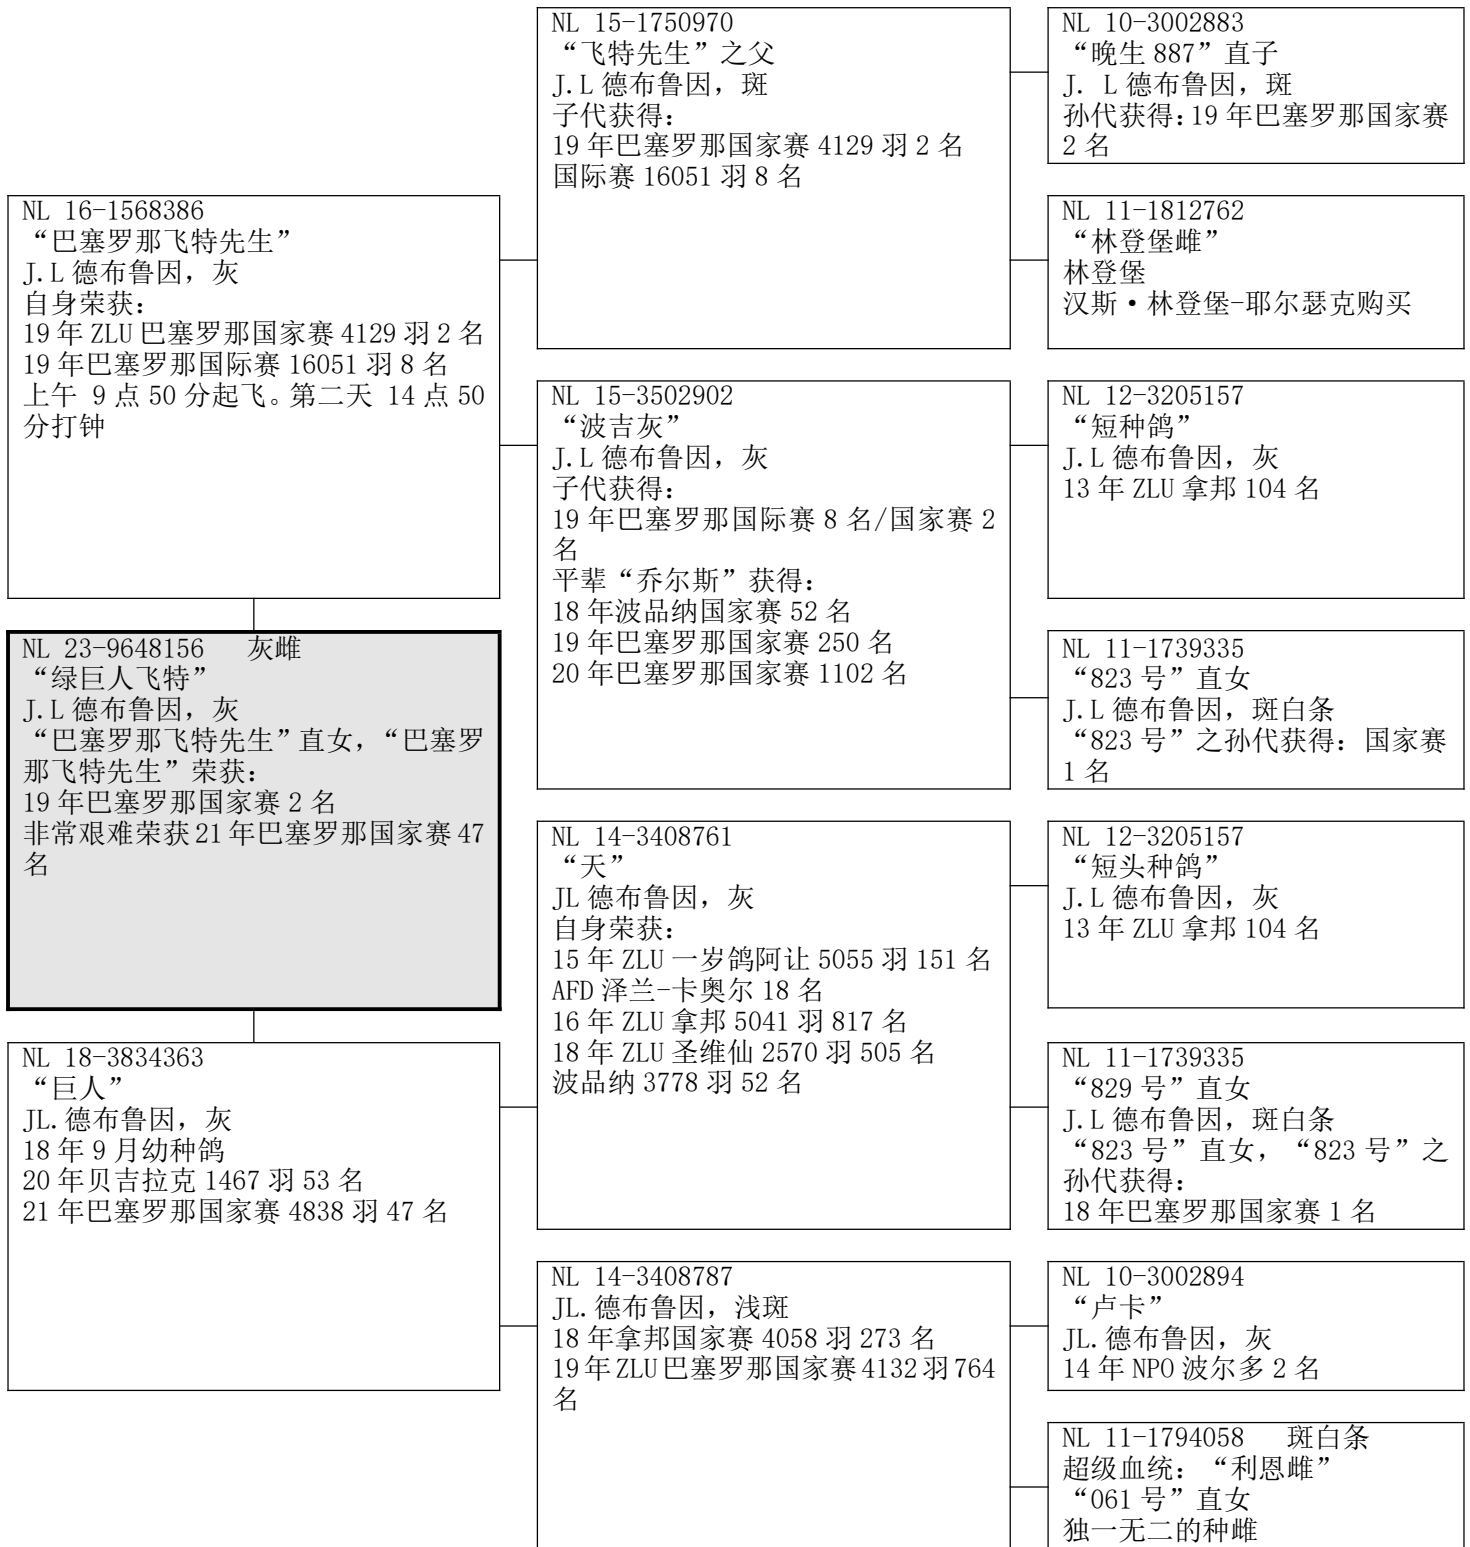 NL 16-1568386
“巴塞罗那飞特先生”
J.L 德布鲁因，灰
自身荣获：
19 年 ZLU 巴塞罗那国家赛 4129 羽 2 名
19 年巴塞罗那国际赛 16051 羽 8 名
上午 9 点 50 分起飞。第二天 14 点 50
分打钟
NL 23-9648156 灰雌
“绿巨人飞特”
J.L 德布鲁因，灰
“巴塞罗那飞特先生”直女，“巴塞罗
那飞特先生”荣获：
19 年巴塞罗那国家赛 2 名
非常艰难荣获 21 年巴塞罗那国家赛 47
名
NL 18-3834363
“巨人”
JL.德布鲁因，灰
18 年 9 月幼种鸽
20 年贝吉拉克 1467 羽 53 名
21 年巴塞罗那国家赛 4838 羽 47 名
NL 15-1750970
“飞特先生”之父
J.L 德布鲁因，斑
子代获得：
19 年巴塞罗那国家赛 4129 羽 2 名
国际赛 16051 羽 8 名
NL 15-3502902
“波吉灰”
J.L 德布鲁因，灰
子代获得：
19 年巴塞罗那国际赛 8 名/国家赛 2
名
平辈“乔尔斯”获得：
18 年波品纳国家赛 52 名
19 年巴塞罗那国家赛 250 名
20 年巴塞罗那国家赛 1102 名
NL 14-3408761
“天”
JL 德布鲁因，灰
自身荣获：
15 年 ZLU 一岁鸽阿让 5055 羽 151 名
AFD 泽兰-卡奥尔 18 名
16 年 ZLU 拿邦 5041 羽 817 名
18 年 ZLU 圣维仙 2570 羽 505 名
波品纳 3778 羽 52 名
NL 14-3408787
JL.德布鲁因，浅斑
18 年拿邦国家赛 4058 羽 273 名
19 年 ZLU 巴塞罗那国家赛 4132 羽 764
名
NL 10-3002883
“晚生 887”直子
J. L 德布鲁因，斑
孙代获得：19 年巴塞罗那国家赛
2 名
NL 11-1812762
“林登堡雌”
林登堡
汉斯·林登堡-耶尔瑟克购买
NL 12-3205157
“短种鸽”
J.L 德布鲁因，灰
13 年 ZLU 拿邦 104 名
NL 11-1739335
“823 号”直女
J.L 德布鲁因，斑白条
“823 号”之孙代获得：国家赛
1 名
NL 12-3205157
“短头种鸽”
J.L 德布鲁因，灰
13 年 ZLU 拿邦 104 名
NL 11-1739335
“829 号”直女
J.L 德布鲁因，斑白条
“823 号”直女，“823 号”之
孙代获得：
18 年巴塞罗那国家赛 1 名
NL 10-3002894
“卢卡”
JL.德布鲁因，灰
14 年 NPO 波尔多 2 名
NL 11-1794058 斑白条
超级血统：“利恩雌”
“061 号”直女
独一无二的种雌